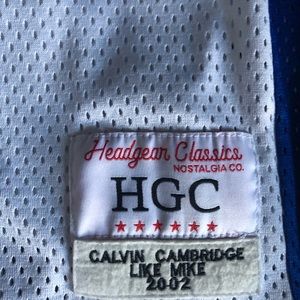 Headgear Classics
NOSTALGIA CO.
HGC
CALVIN CAMBRIDGE
LIKE MIKE
2002